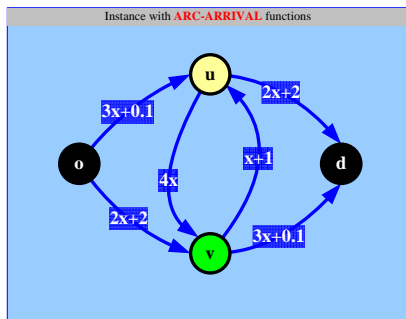 Instance with ARC-ARRIVAL functions
u
3x+0.1
2x+2
o
4x
x+1
d
2x+2
3x+0.1
v